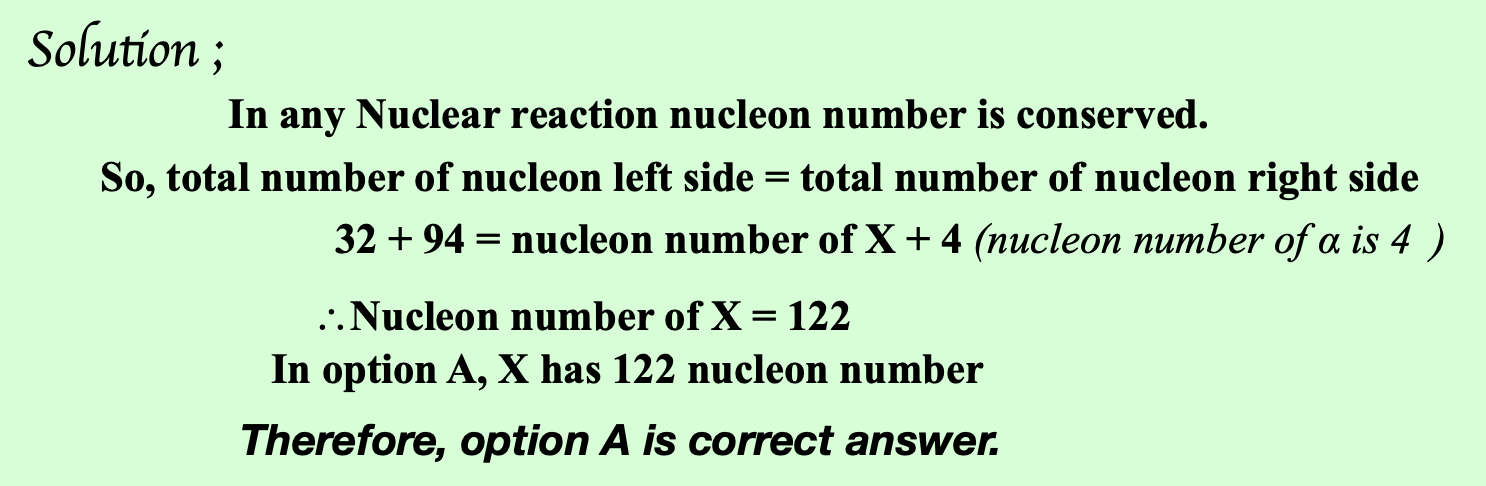 Solution ;
In any Nuclear reaction nucleon number is conserved.
So, total number of nucleon left side = total number of nucleon right side
32 + 94 = nucleon number of X + 4 (nucleon number of α is 4 )
∴Nucleon number of X = 122
In option A, X has 122 nucleon number
Therefore, option A is correct answer.